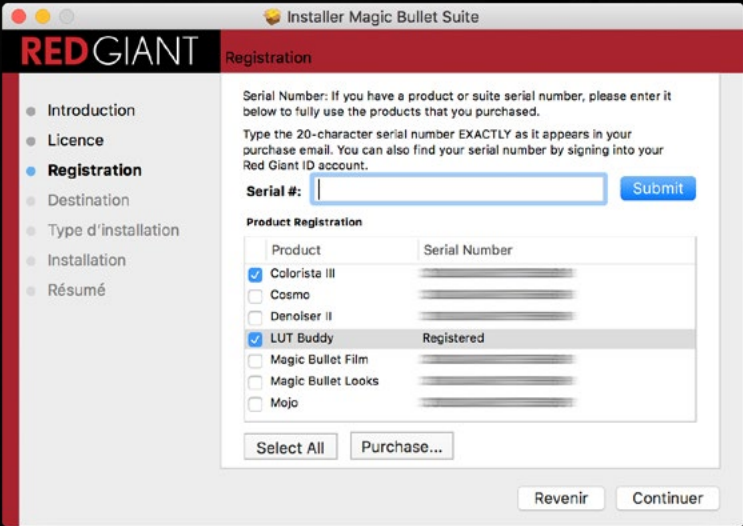 Installer Magic Bullet Suite
REDGIANT
Registration
Introduction
Licence
Registration
Destination
Type d'installation
Installation
Résumé
Serial Number: If you have a product or suite serial number, please enter it
below to fully use the products that you purchased.
Type the 20-character serial number EXACTLY as it appears in your
purchase email. You can also find your serial number by signing into your
Red Giant ID account.
Serial #:
Submit
Product Registration
Product Serial Number
Colorista III
Cosmo
Denoiser II
LUT Buddy Registered
Magic Bullet Film
Magic Bullet Looks
Mojo
Select All Purchase...
Revenir Continuer